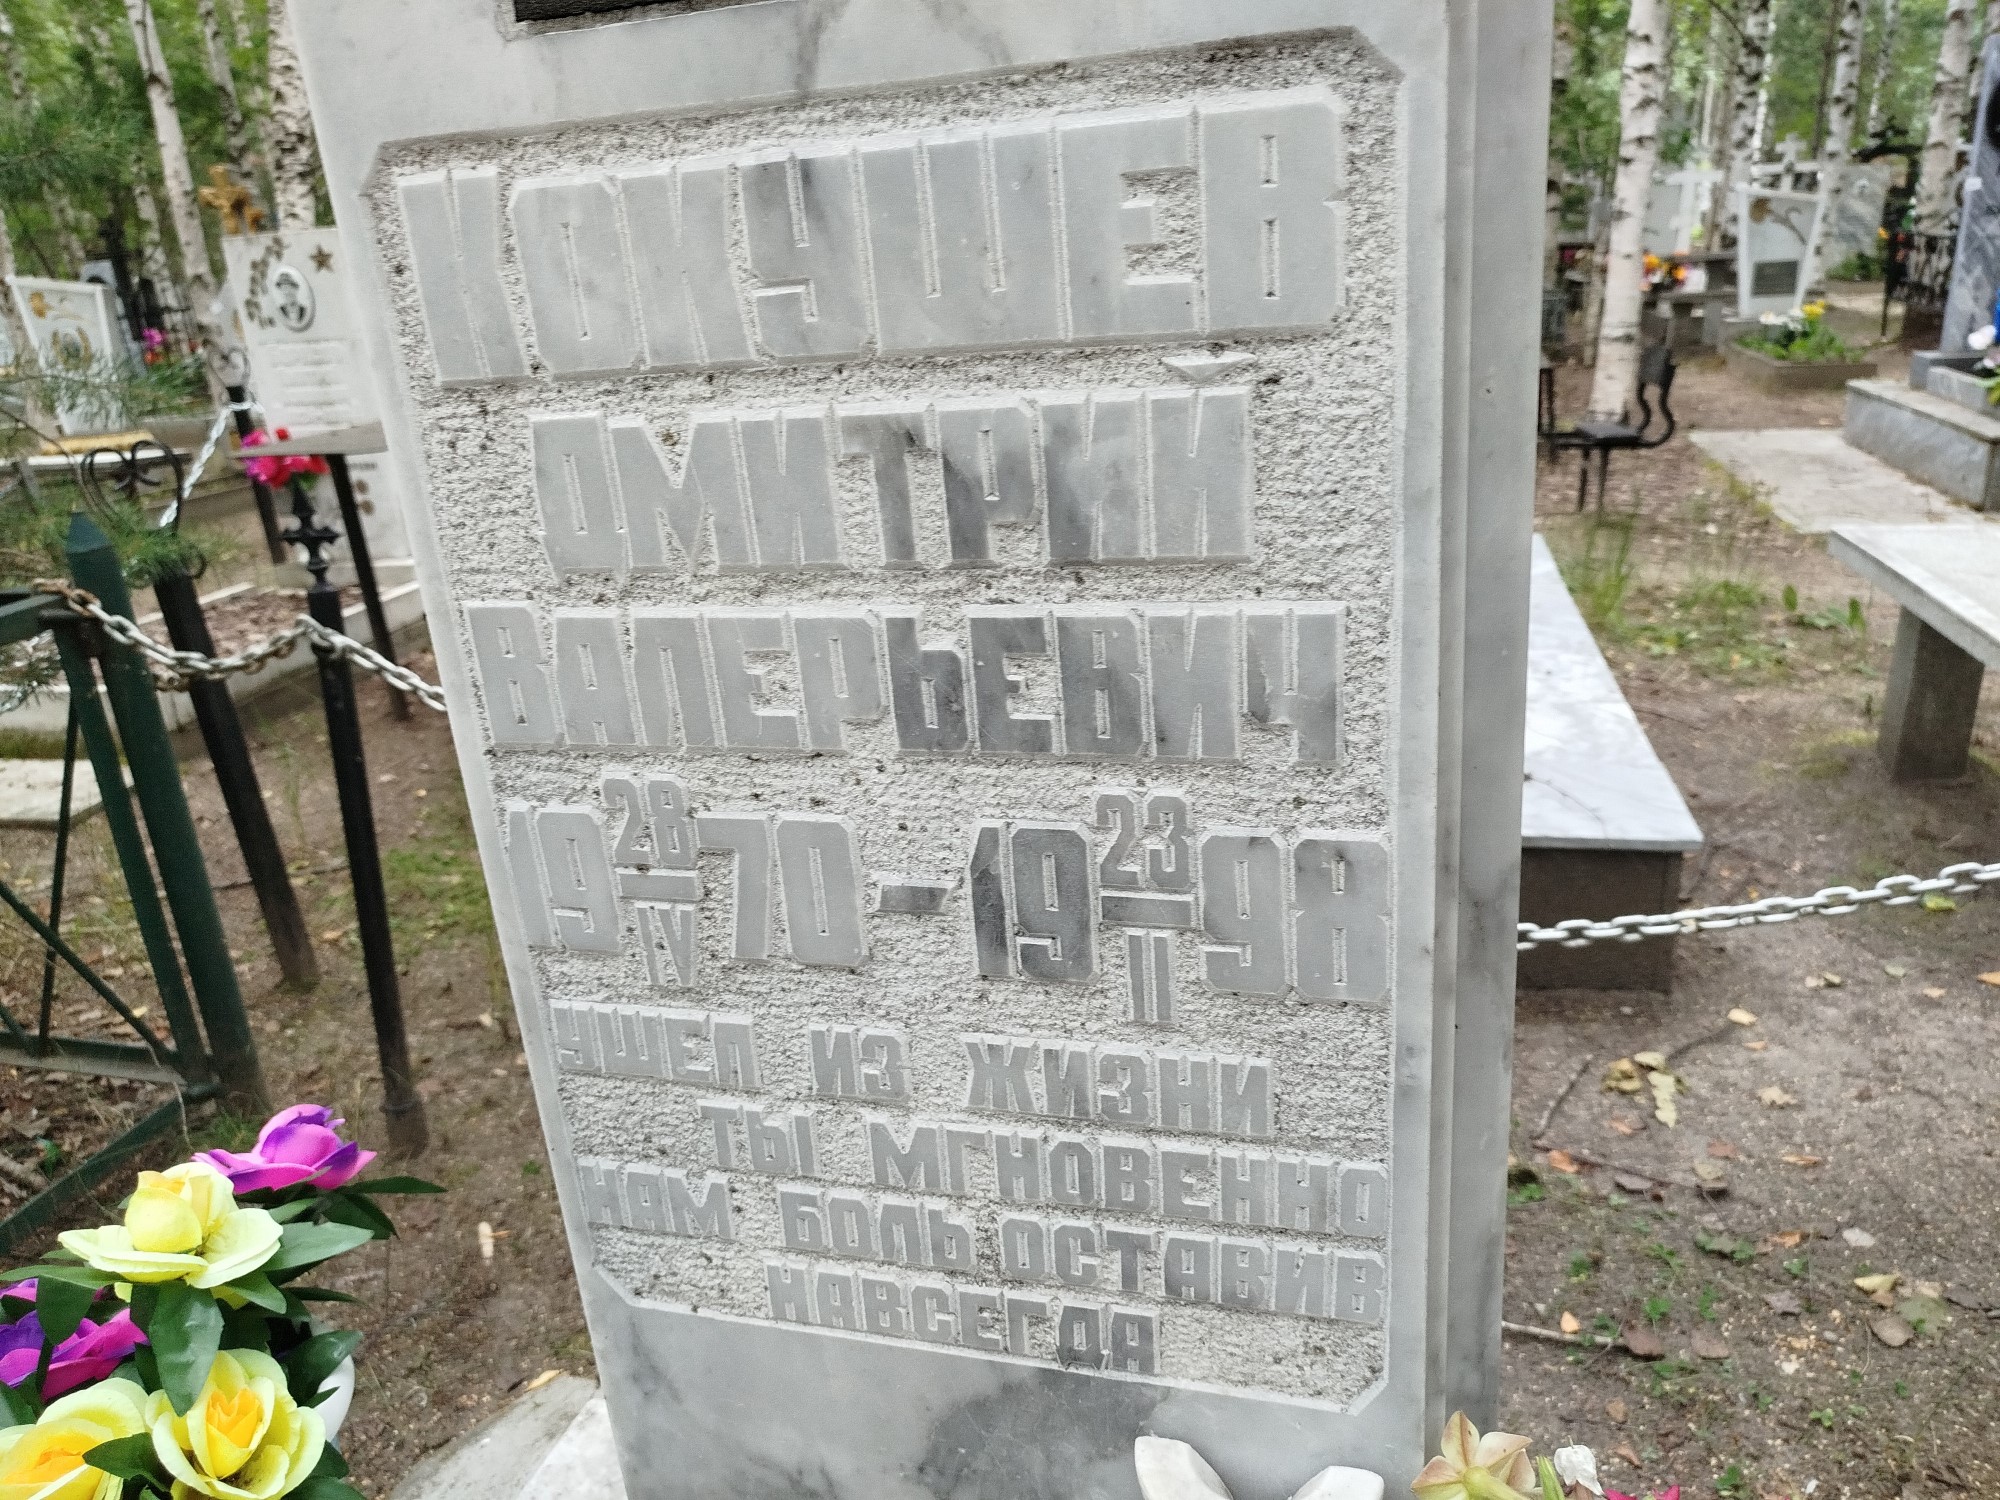 КОКУШЕВ
ДМИТРИЙ
ВАЛЕРЬЕВИЧ
19 28/IV 70 – 19 23/II 98
УШЕЛ ИЗ ЖИЗНИ
ТЫ МГНОВЕННО
НАМ БОЛЬ ОСТАВИВ
НАВСЕГДА